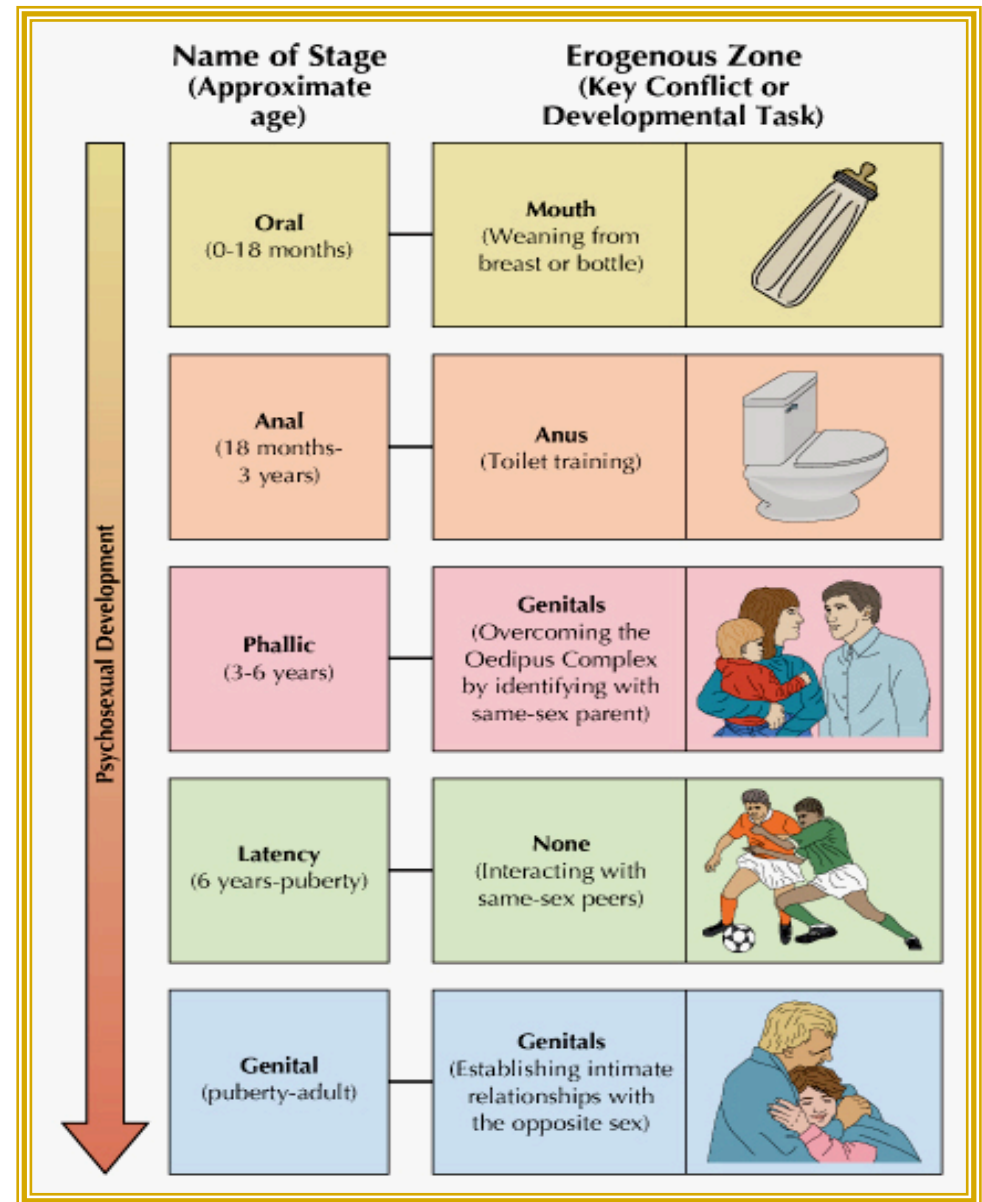 Name of Stage
(Approximate
age)
Erogenous Zone
(Key Conflict or
Developmental Task)
Psychosexual Development
Oral
(0-18 months)
Mouth
(Weaning from
breast or bottle)
Anal
(18 months-
3 years)
Anus
(Toilet training)
Phallic
(3-6 years)
Genitals
(Overcoming the
Oedipus Complex
by identifying with
same-sex parent)
Latency
(6 years-puberty)
None
(Interacting with
same-sex peers)
Genital
(puberty-adult)
Genitals
(Establishing intimate
relationships with
the opposite sex)